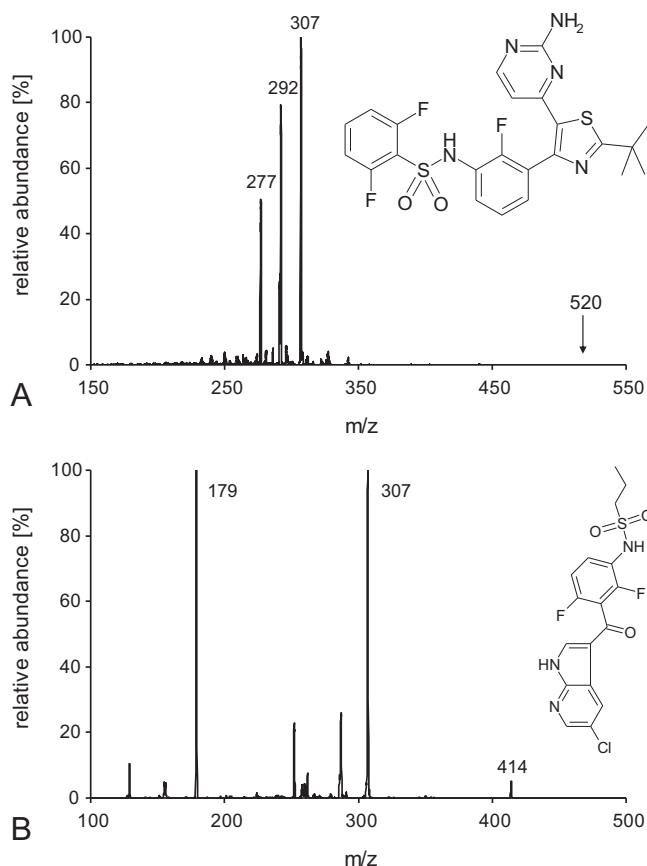 relative abundance [%]
100
80
60
40
20
0
277
292
307
520
150
250
350
450
550
m/z
A
NH2
N
N
F
S
F
H
N
F
S
O
O
N
relative abundance [%]
100
80
60
40
20
0
179
307
414
100
200
300
400
500
m/z
B
O
S
O
NH
F
F
O
HN
N
Cl